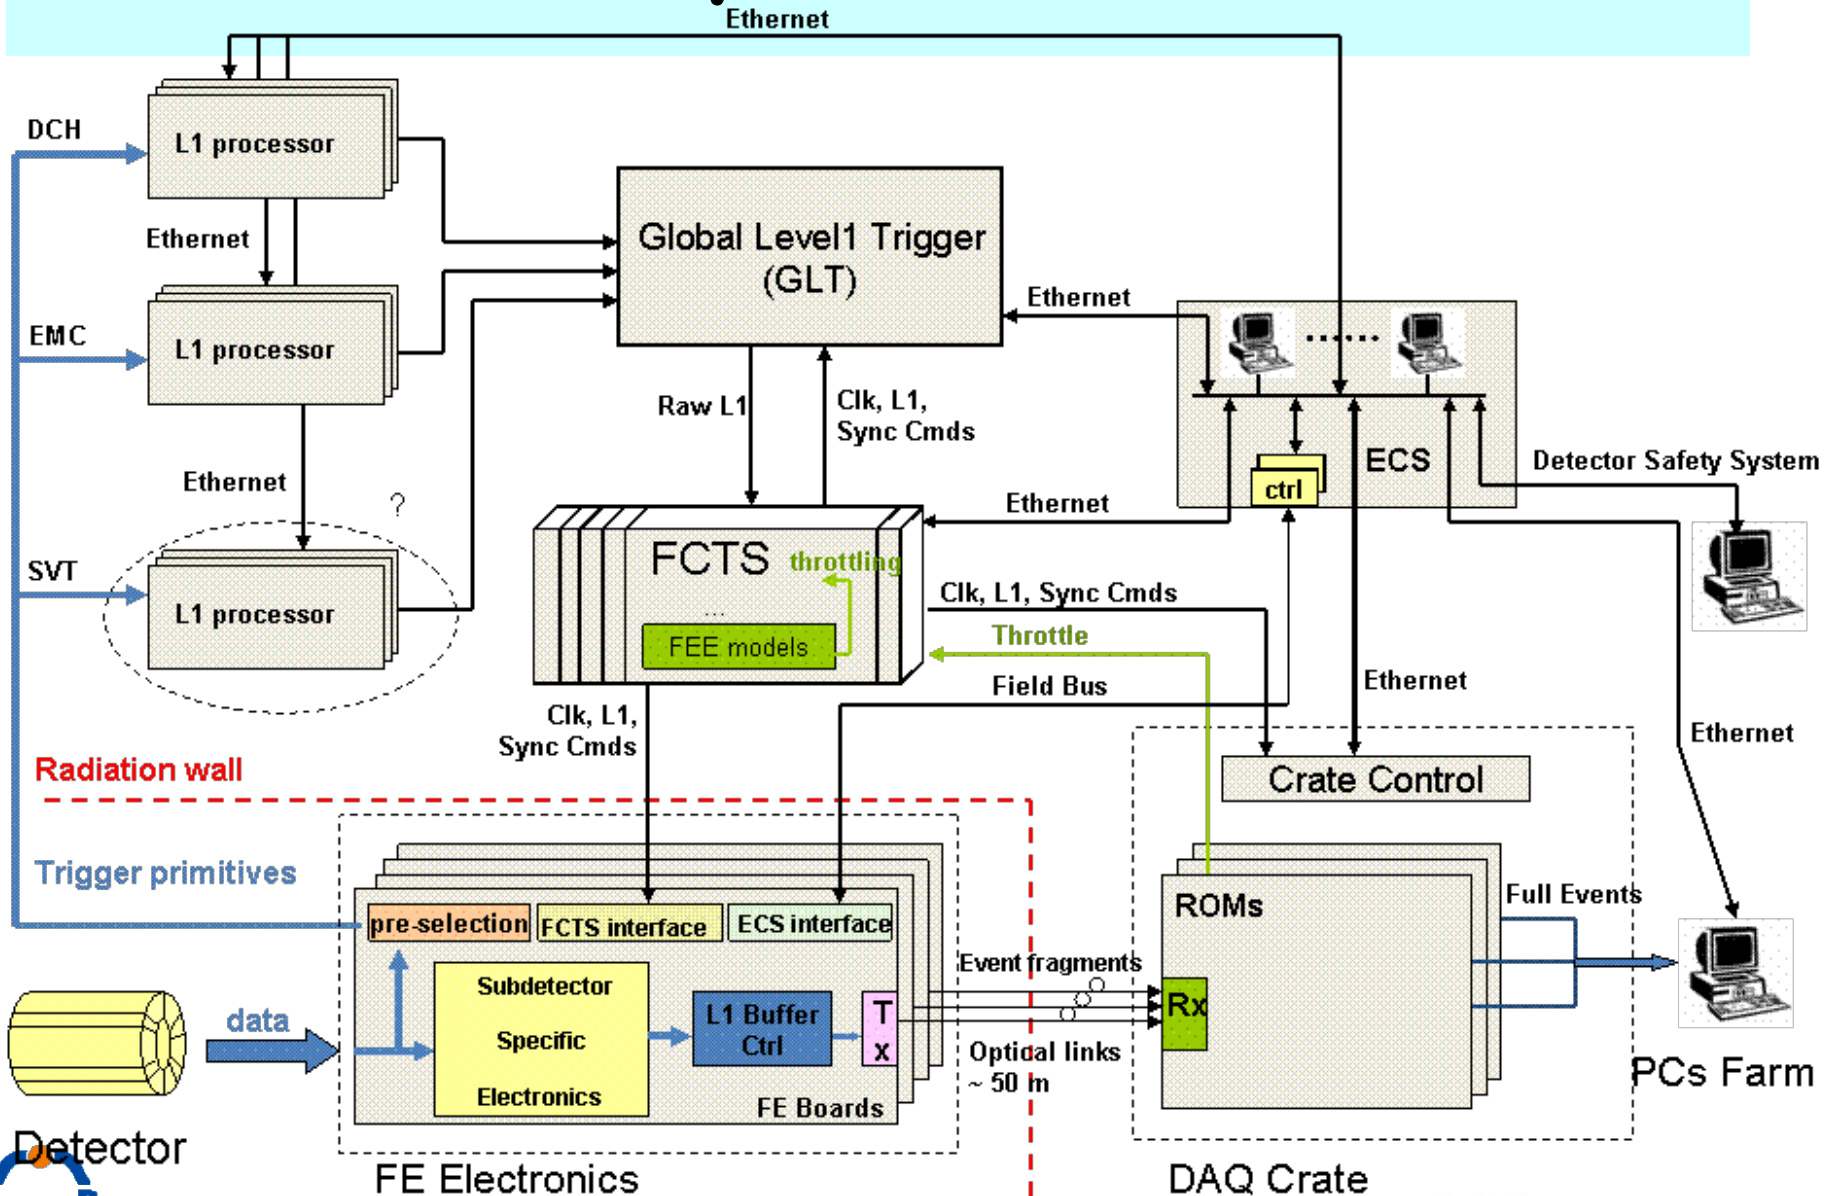 Ethernet
DCH
L1 processor
Ethernet
Global Level1 Trigger
(GLT)
Ethernet
EMC
L1 processor
......
Raw L1
Clk, L1,
Sync Cmds
ECS
ctrl
Detector Safety System
Ethernet
?
Ethernet
SVT
L1 processor
FCTS
throttling
...
FEE models
Clk, L1, Sync Cmds
Throttle
Field Bus
Ethernet
Clk, L1,
Sync Cmds
Ethernet
Radiation wall
Crate Control
Trigger primitives
pre-selection
FCTS interface
ECS interface
ROMs
Full Events
Event fragments
Subdetector
Specific
Electronics
L1 Buffer
Ctrl
T
x
Rx
data
Optical links
~ 50 m
FE Boards
PCs Farm
Detector
FE Electronics
DAQ Crate